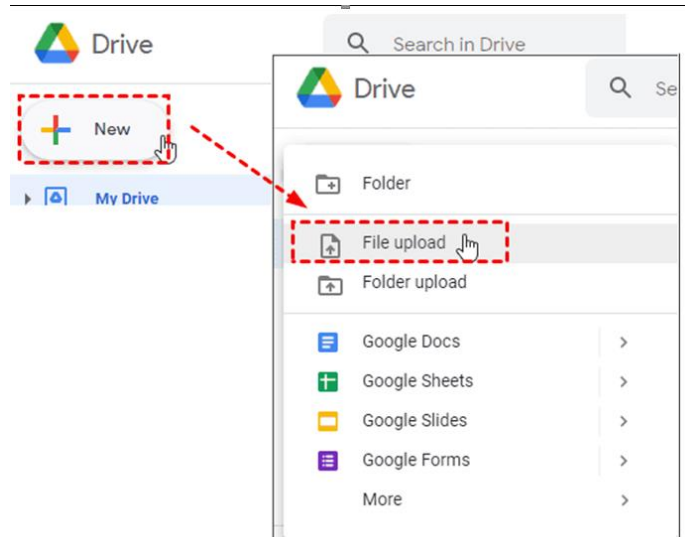 Drive
Search in Drive
New
My Drive
Drive
Se
Folder
File upload
Folder upload
Google Docs
Google Sheets
Google Slides
Google Forms
More